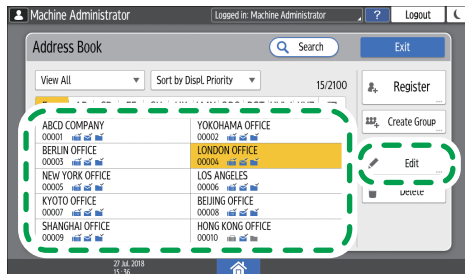 Machine Administrator
Logged in: Machine Administrator
?
Logout
Address Book
Search
Exit
View All
Sort by Displ. Priority
15/2100
Register
ABCD COMPANY
00001
YOKOHAMA OFFICE
00002
Create Group
BERLIN OFFICE
00003
LONDON OFFICE
00004
Edit
NEW YORK OFFICE
00005
LOS ANGELES
00006
Delete
KYOTO OFFICE
00007
BEIJING OFFICE
00008
SHANGHAI OFFICE
00009
HONG KONG OFFICE
00010
27 Jul. 2018
15:36